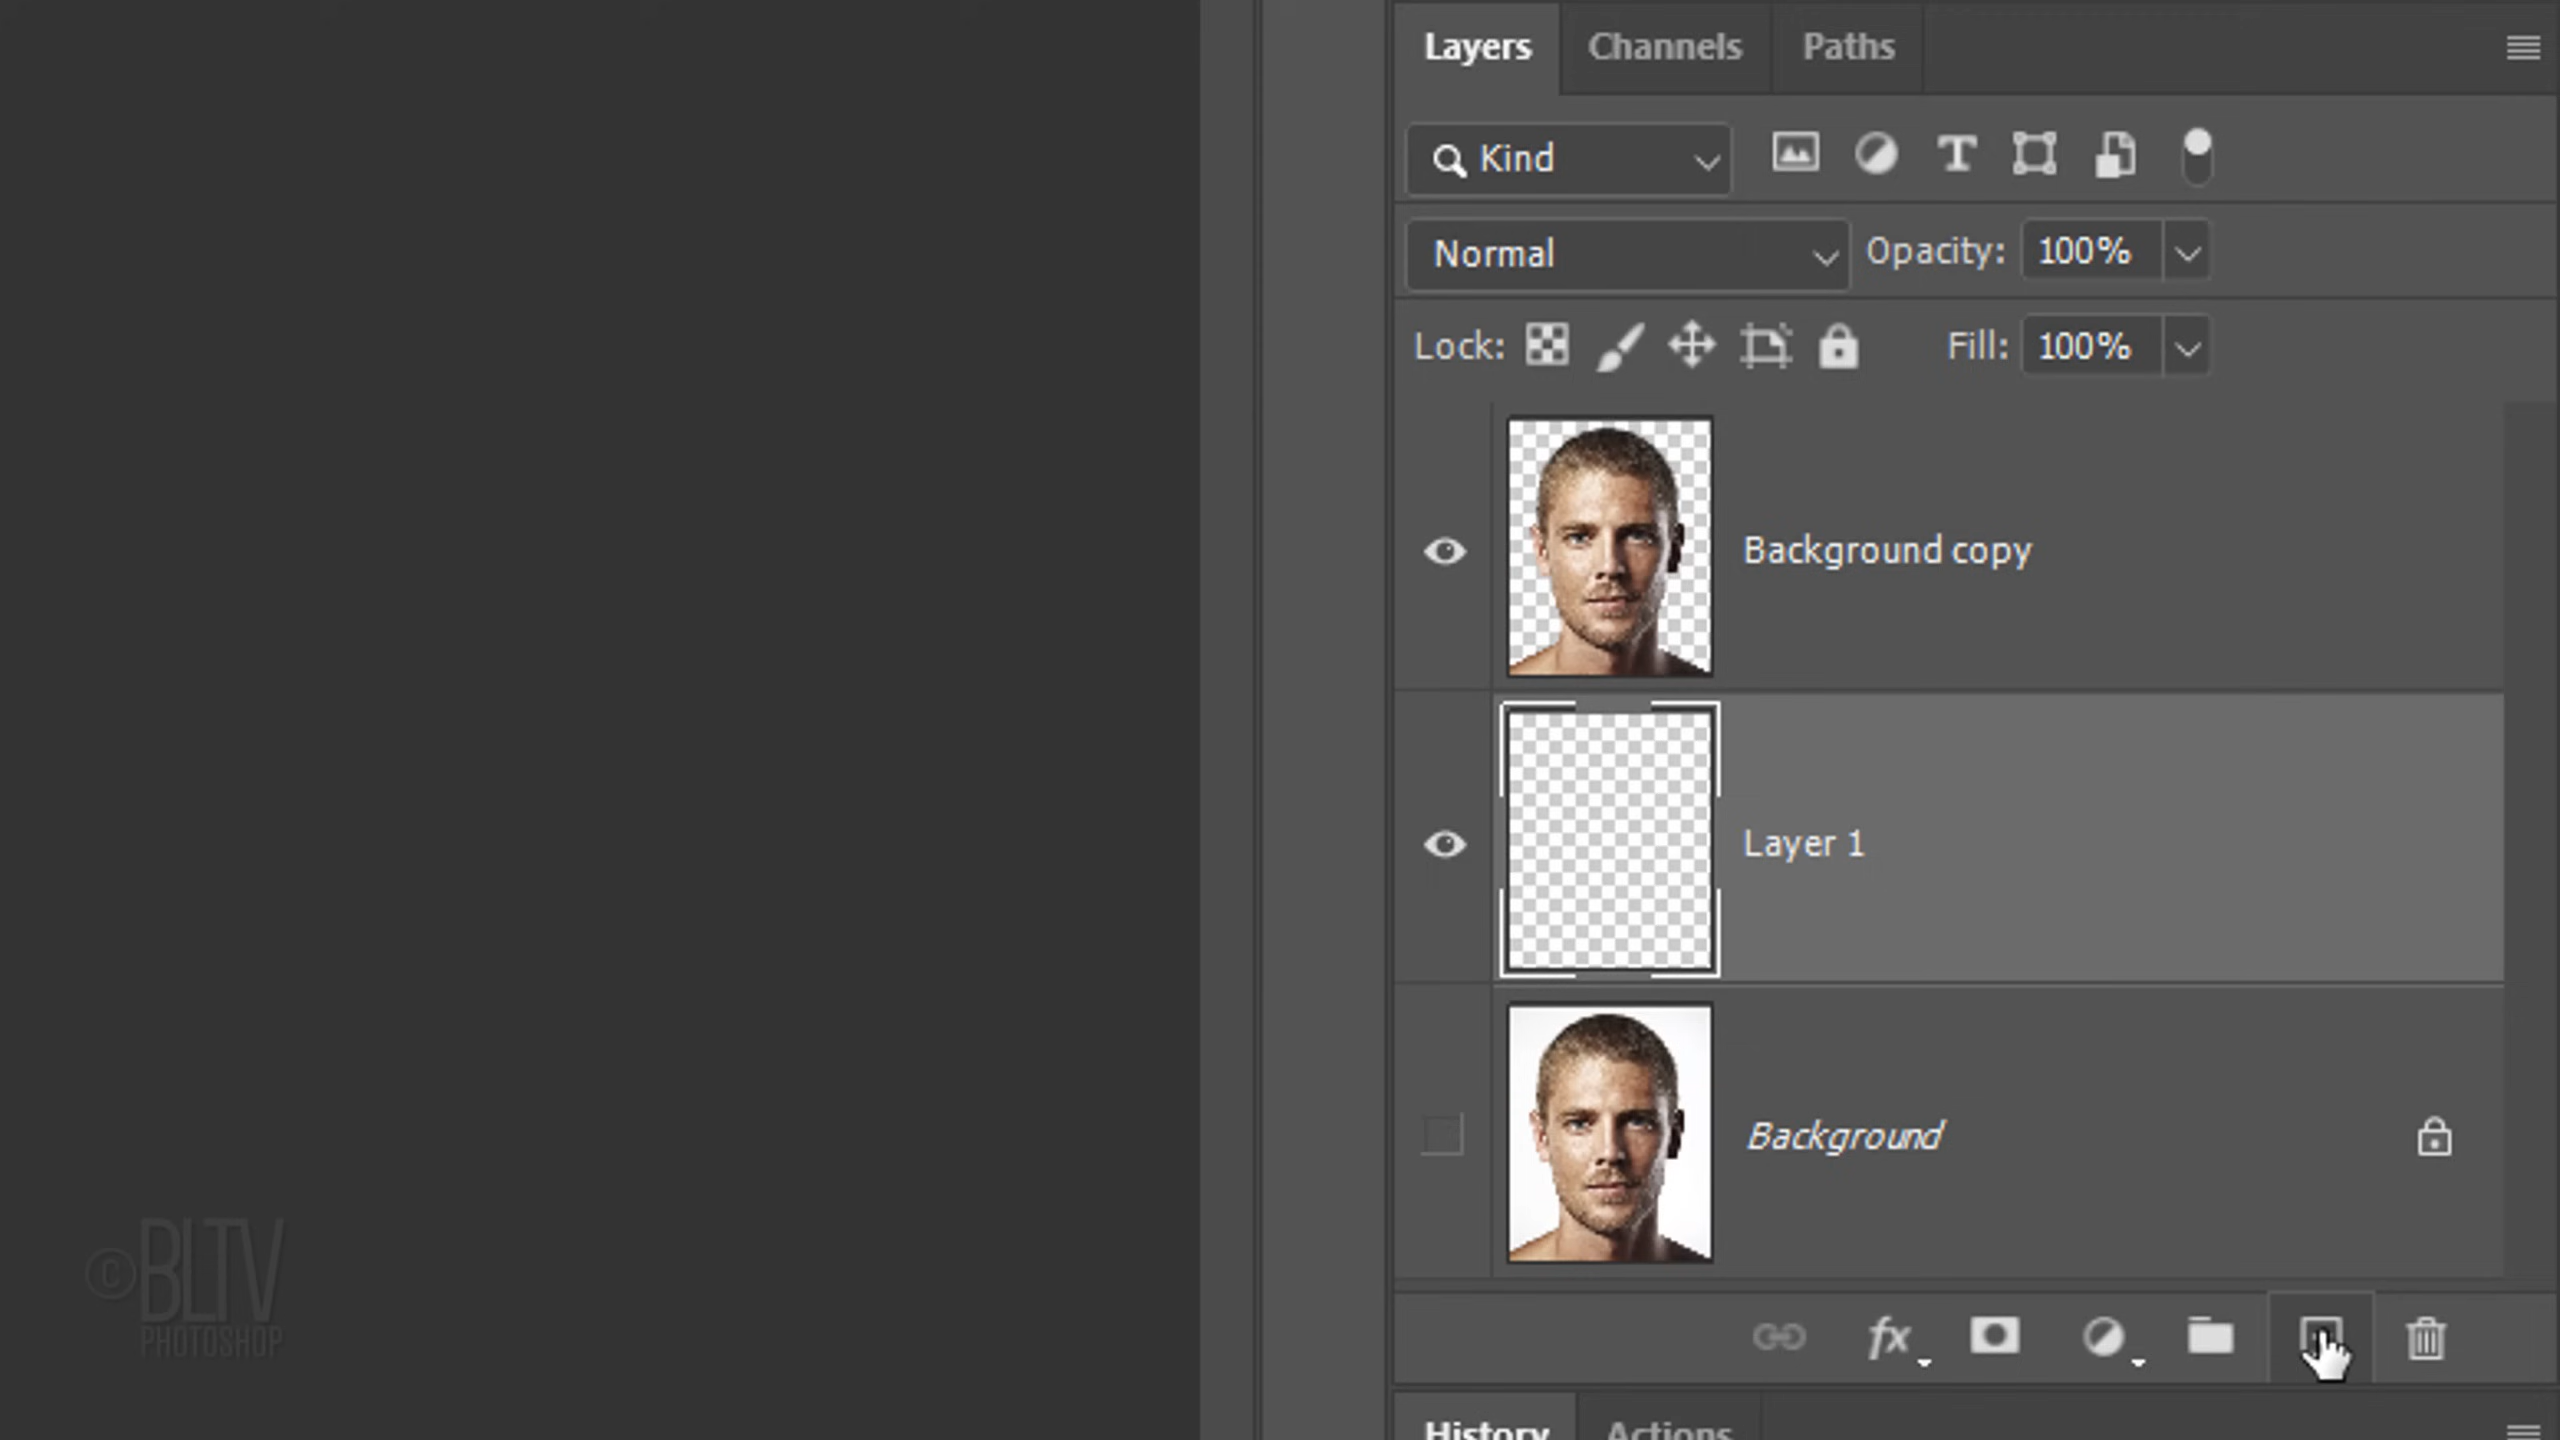 Layers Channels Paths
Kind
Normal Opacity: 100%
Lock: Fill: 100%
Background copy
Layer 1
Background
fx
History Actions
©BLTV
PHOTOSHOP